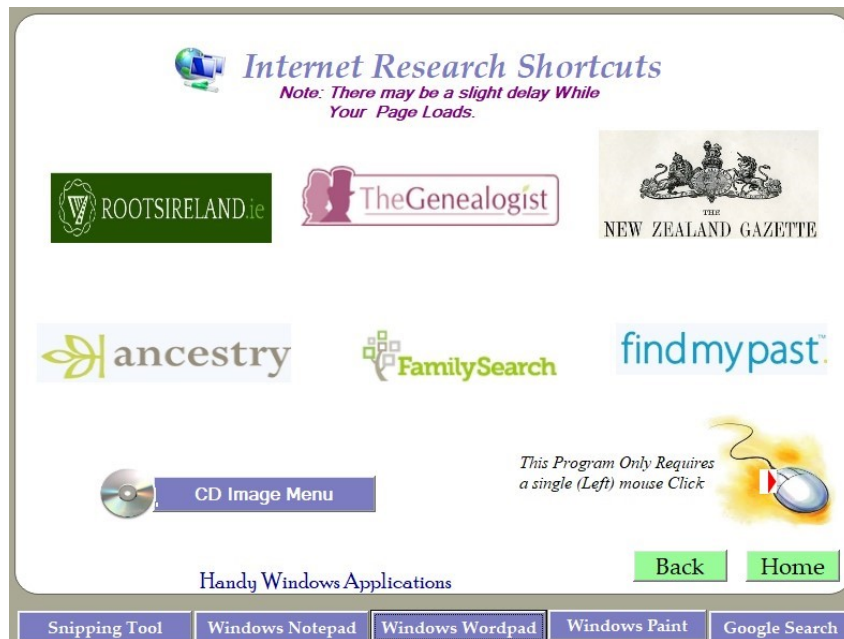 Internet Research Shortcuts
Note: There may be a slight delay While
Your Page Loads.
ROOTSIRELAND.ie
TheGenealogist
THE
NEW ZEALAND GAZETTE
ancestry
FamilySearch
findmypast™.
This Program Only Requires
a single (Left) mouse Click
CD Image Menu
Back
Home
Handy Windows Applications
Snipping Tool
Windows Notepad
Windows Wordpad
Windows Paint
Google Search